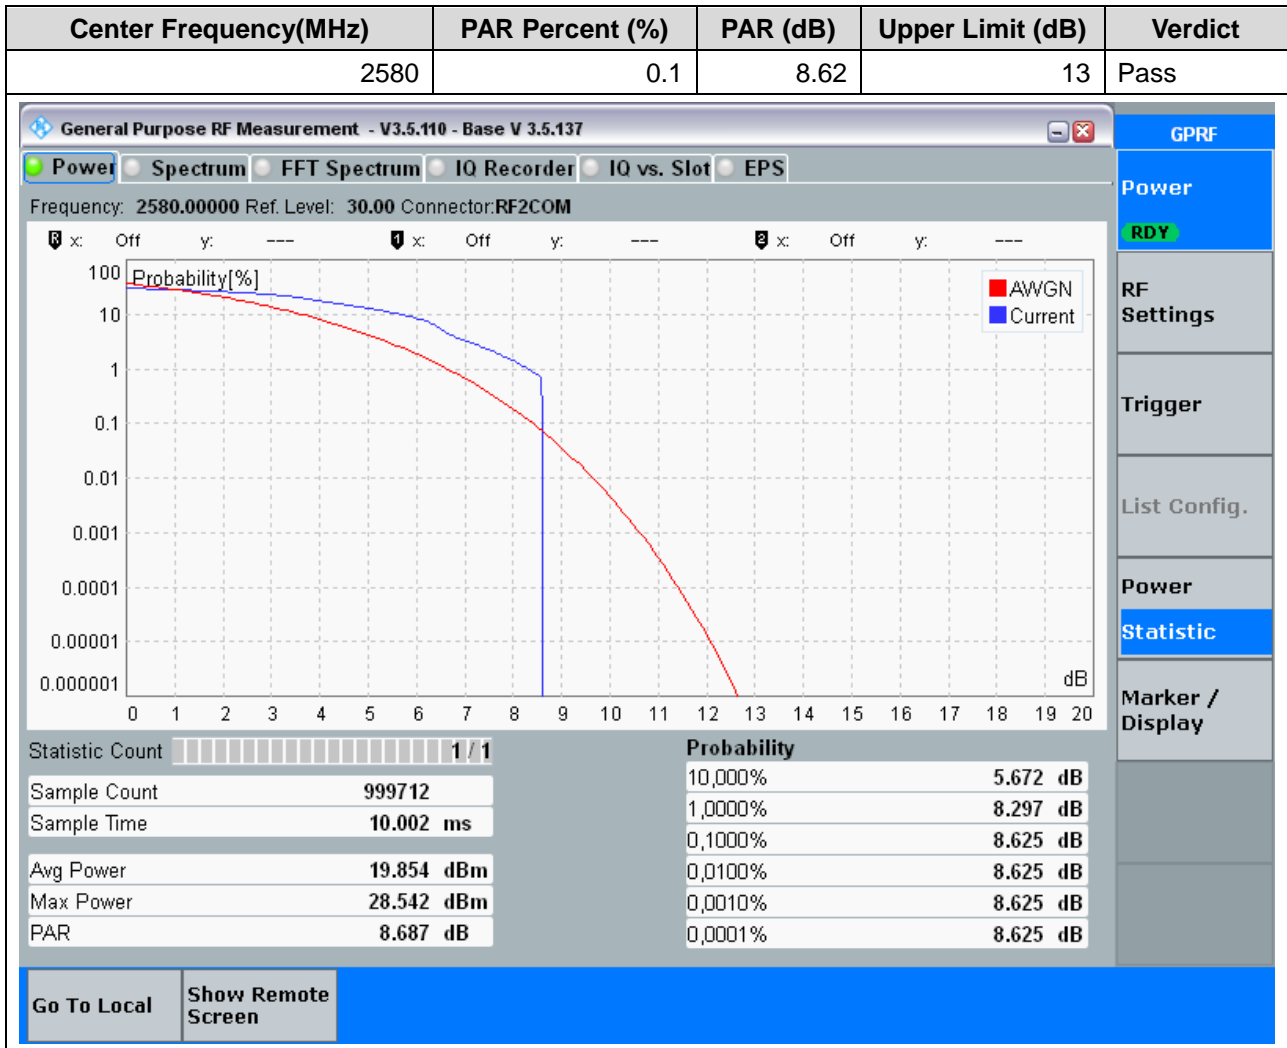 Center Frequency(MHz) PAR Percent (%) PAR (dB) Upper Limit (dB) Verdict
2580 0.1 8.62 13 Pass
General Purpose RF Measurement - V3.5.110 - Base V 3.5.137
GPRF
Power Spectrum FFT Spectrum IQ Recorder IQ vs. Slot EPS
Power
RDY
Frequency: 2580.00000 Ref. Level: 30.00 Connector:RF2COM
R x: Off y: --- 1 x: Off y: --- 2 x: Off y: ---
Probability[%]
AWGN
Current
100
10
1
0.1
0.01
0.001
0.0001
0.00001
0.000001
dB
0 1 2 3 4 5 6 7 8 9 10 11 12 13 14 15 16 17 18 19 20
RF
Settings
Trigger
List Config.
Power
Statistic
Marker /
Display
Statistic Count 1 / 1
Sample Count 999712
Sample Time 10.002 ms
Avg Power 19.854 dBm
Max Power 28.542 dBm
PAR 8.687 dB
Probability
10,000% 5.672 dB
1,0000% 8.297 dB
0,1000% 8.625 dB
0,0100% 8.625 dB
0,0010% 8.625 dB
0,0001% 8.625 dB
Go To Local
Show Remote
Screen